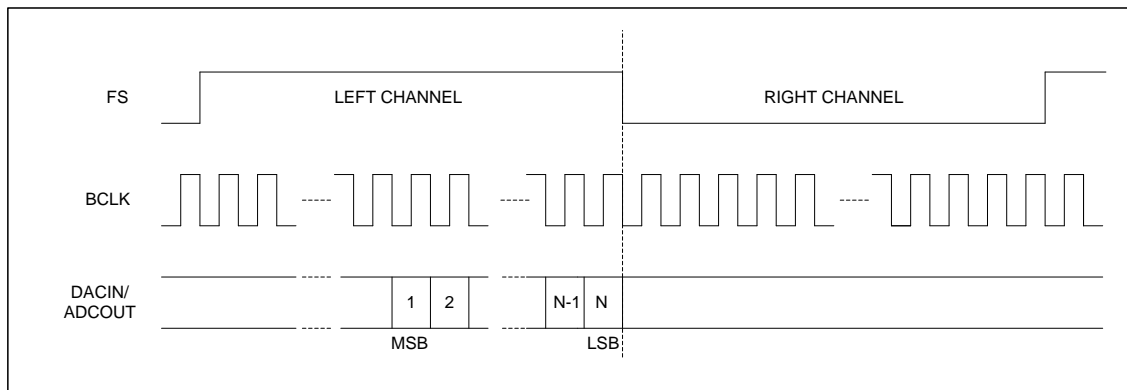 FS
LEFT CHANNEL
RIGHT CHANNEL
BCLK
DACIN/
ADCOUT
1
2
N-1
N
MSB
LSB